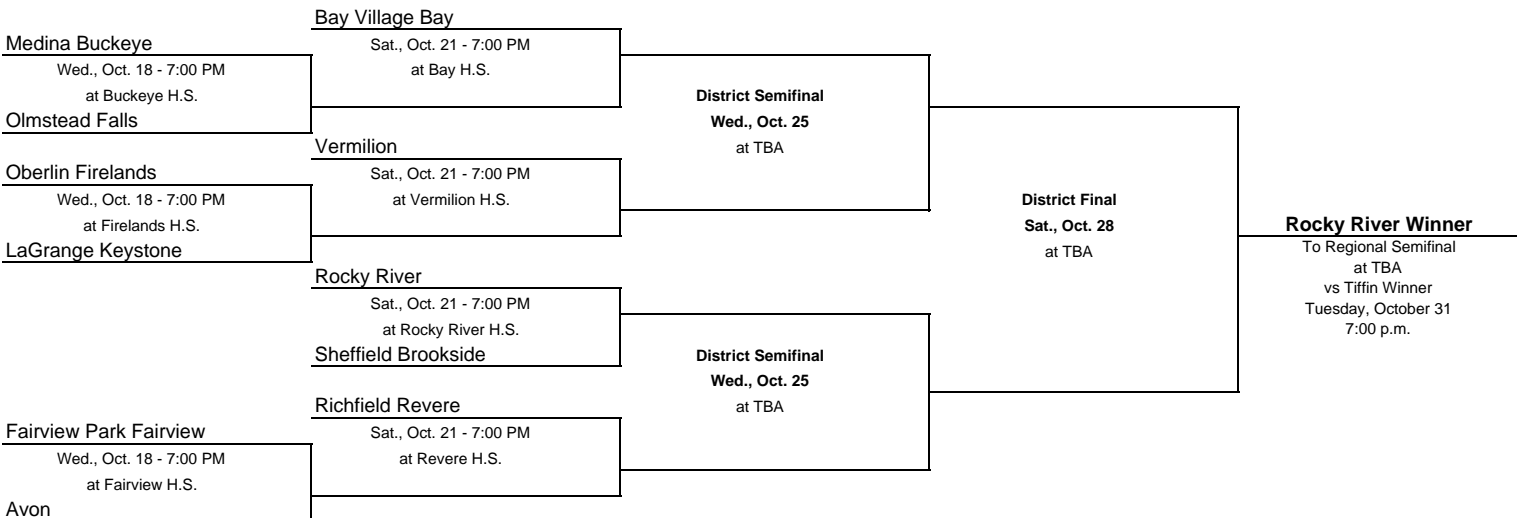 Bay Village Bay
Medina Buckeye
Sat., Oct. 21 - 7:00 PM
Wed., Oct. 18 - 7:00 PM
at Bay H.S.
at Buckeye H.S.
District Semifinal
Olmstead Falls
Wed., Oct. 25
Vermilion
at TBA
Oberlin Firelands
Sat., Oct. 21 - 7:00 PM
Wed., Oct. 18 - 7:00 PM
at Vermilion H.S.
District Final
at Firelands H.S.
Sat., Oct. 28
Rocky River Winner
LaGrange Keystone
at TBA
To Regional Semifinal
at TBA
Rocky River
vs Tiffin Winner
Sat., Oct. 21 - 7:00 PM
Tuesday, October 31
at Rocky River H.S.
7:00 p.m.
Sheffield Brookside
District Semifinal
Wed., Oct. 25
Richfield Revere
at TBA
Fairview Park Fairview
Sat., Oct. 21 - 7:00 PM
Wed., Oct. 18 - 7:00 PM
at Revere H.S.
at Fairview H.S.
Avon